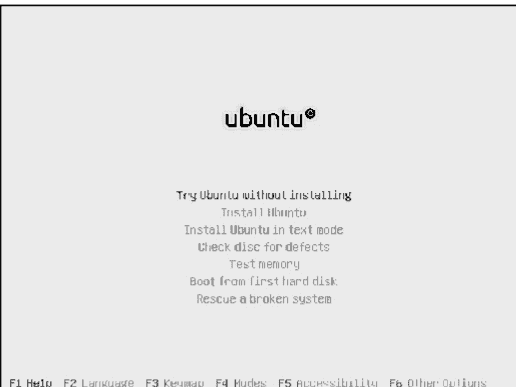 ubuntu
Try Ubuntu without installing
Install Ubuntu
Install Ubuntu in text mode
Check disc for defects
Test memory
Boot from first hard disk
Rescue a broken system
F1 Help F2 Language F3 Keymap F4 Modes F5 Accessibility F6 Other Options